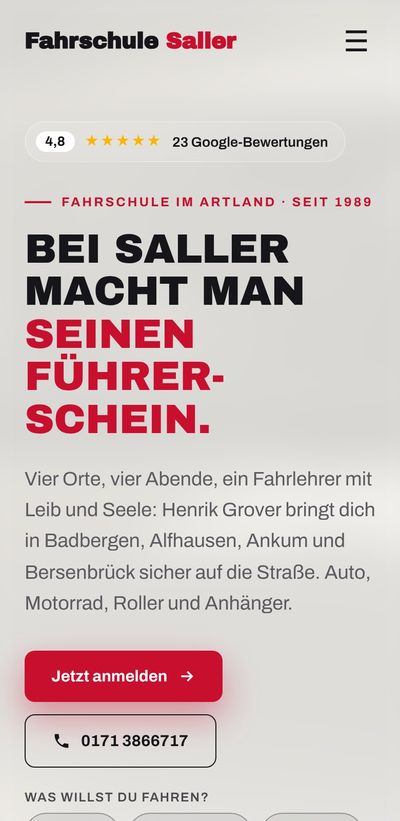 Fahrschule Saller
4,8 ★★★★★ 23 Google-Bewertungen
FAHRSCHULE IM ARTLAND · SEIT 1989
BEI SALLER
MACHT MAN
SEINEN
FÜHRER-
SCHEIN.
Vier Orte, vier Abende, ein Fahrlehrer mit
Leib und Seele: Henrik Grover bringt dich
in Badbergen, Alfhausen, Ankum und
Bersenbrück sicher auf die Straße. Auto,
Motorrad, Roller und Anhänger.
Jetzt anmelden →
0171 3866717
WAS WILLST DU FAHREN?